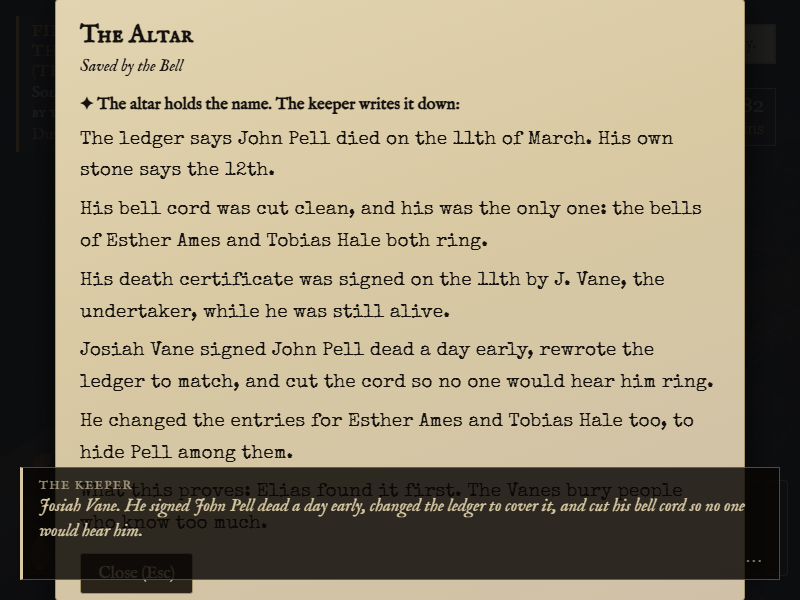 The Altar
Saved by the Bell
✦ The altar holds the name. The keeper writes it down:
The ledger says John Pell died on the 11th of March. His own
stone says the 12th.
His bell cord was cut clean, and his was the only one: the bells
of Esther Ames and Tobias Hale both ring.
His death certificate was signed on the 11th by J. Vane, the
undertaker, while he was still alive.
Josiah Vane signed John Pell dead a day early, rewrote the
ledger to match, and cut the cord so no one would hear him ring.
He changed the entries for Esther Ames and Tobias Hale too, to
hide Pell among them.
What this proves: Elias found it first. The Vanes bury people
who know too much.
THE KEEPER
Josiah Vane. He signed John Pell dead a day early, changed the ledger to cover it, and cut his bell cord so no one
would hear him.
Close (Esc)
...